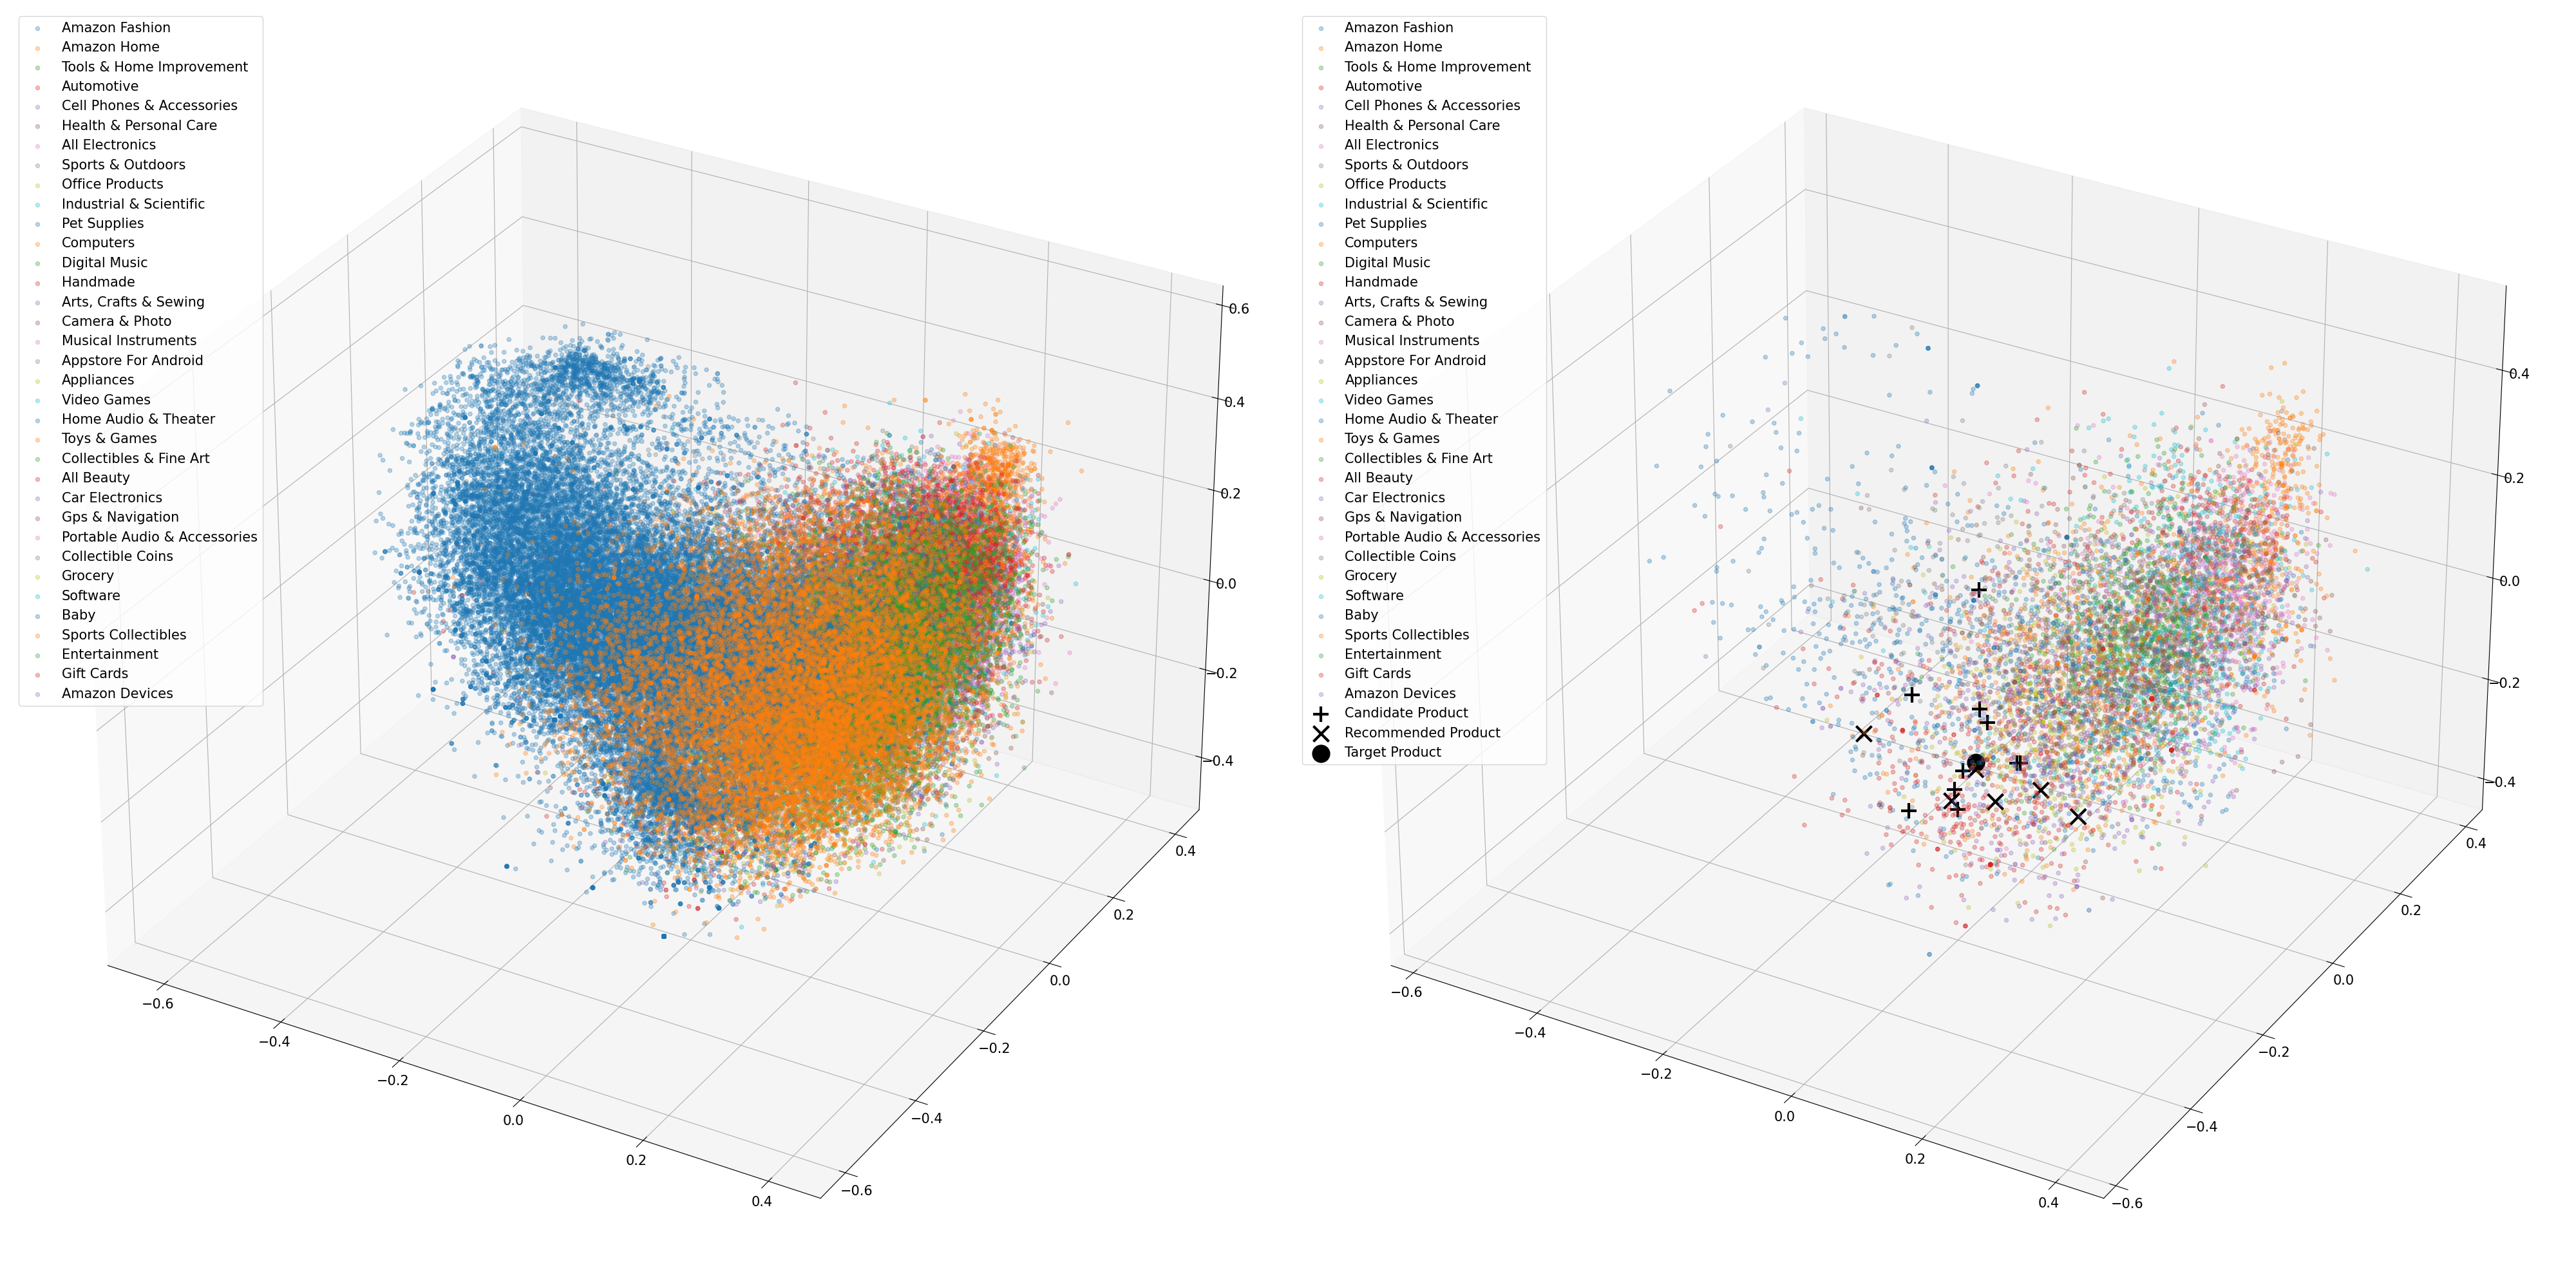 Amazon Fashion
Amazon Home
Tools & Home Improvement
Automotive
Cell Phones & Accessories
Health & Personal Care
All Electronics
Sports & Outdoors
Office Products
Industrial & Scientific
Pet Supplies
Computers
Digital Music
Handmade
Arts, Crafts & Sewing
Camera & Photo
Musical Instruments
Appstore For Android
Appliances
Video Games
Home Audio & Theater
Toys & Games
Collectibles & Fine Art
All Beauty
Car Electronics
Gps & Navigation
Portable Audio & Accessories
Collectible Coins
Grocery
Software
Baby
Sports Collectibles
Entertainment
Gift Cards
Amazon Devices
0.6
0.4
0.2
0.0
−0.2
−0.4
0.4
0.2
0.0
−0.2
−0.4
−0.6
−0.6
−0.4
−0.2
0.0
0.2
0.4
Amazon Fashion
Amazon Home
Tools & Home Improvement
Automotive
Cell Phones & Accessories
Health & Personal Care
All Electronics
Sports & Outdoors
Office Products
Industrial & Scientific
Pet Supplies
Computers
Digital Music
Handmade
Arts, Crafts & Sewing
Camera & Photo
Musical Instruments
Appstore For Android
Appliances
Video Games
Home Audio & Theater
Toys & Games
Collectibles & Fine Art
All Beauty
Car Electronics
Gps & Navigation
Portable Audio & Accessories
Collectible Coins
Grocery
Software
Baby
Sports Collectibles
Entertainment
Gift Cards
Amazon Devices
Candidate Product
Recommended Product
Target Product
0.4
0.2
0.0
−0.2
−0.4
0.4
0.2
0.0
−0.2
−0.4
−0.6
−0.6
−0.4
−0.2
0.0
0.2
0.4